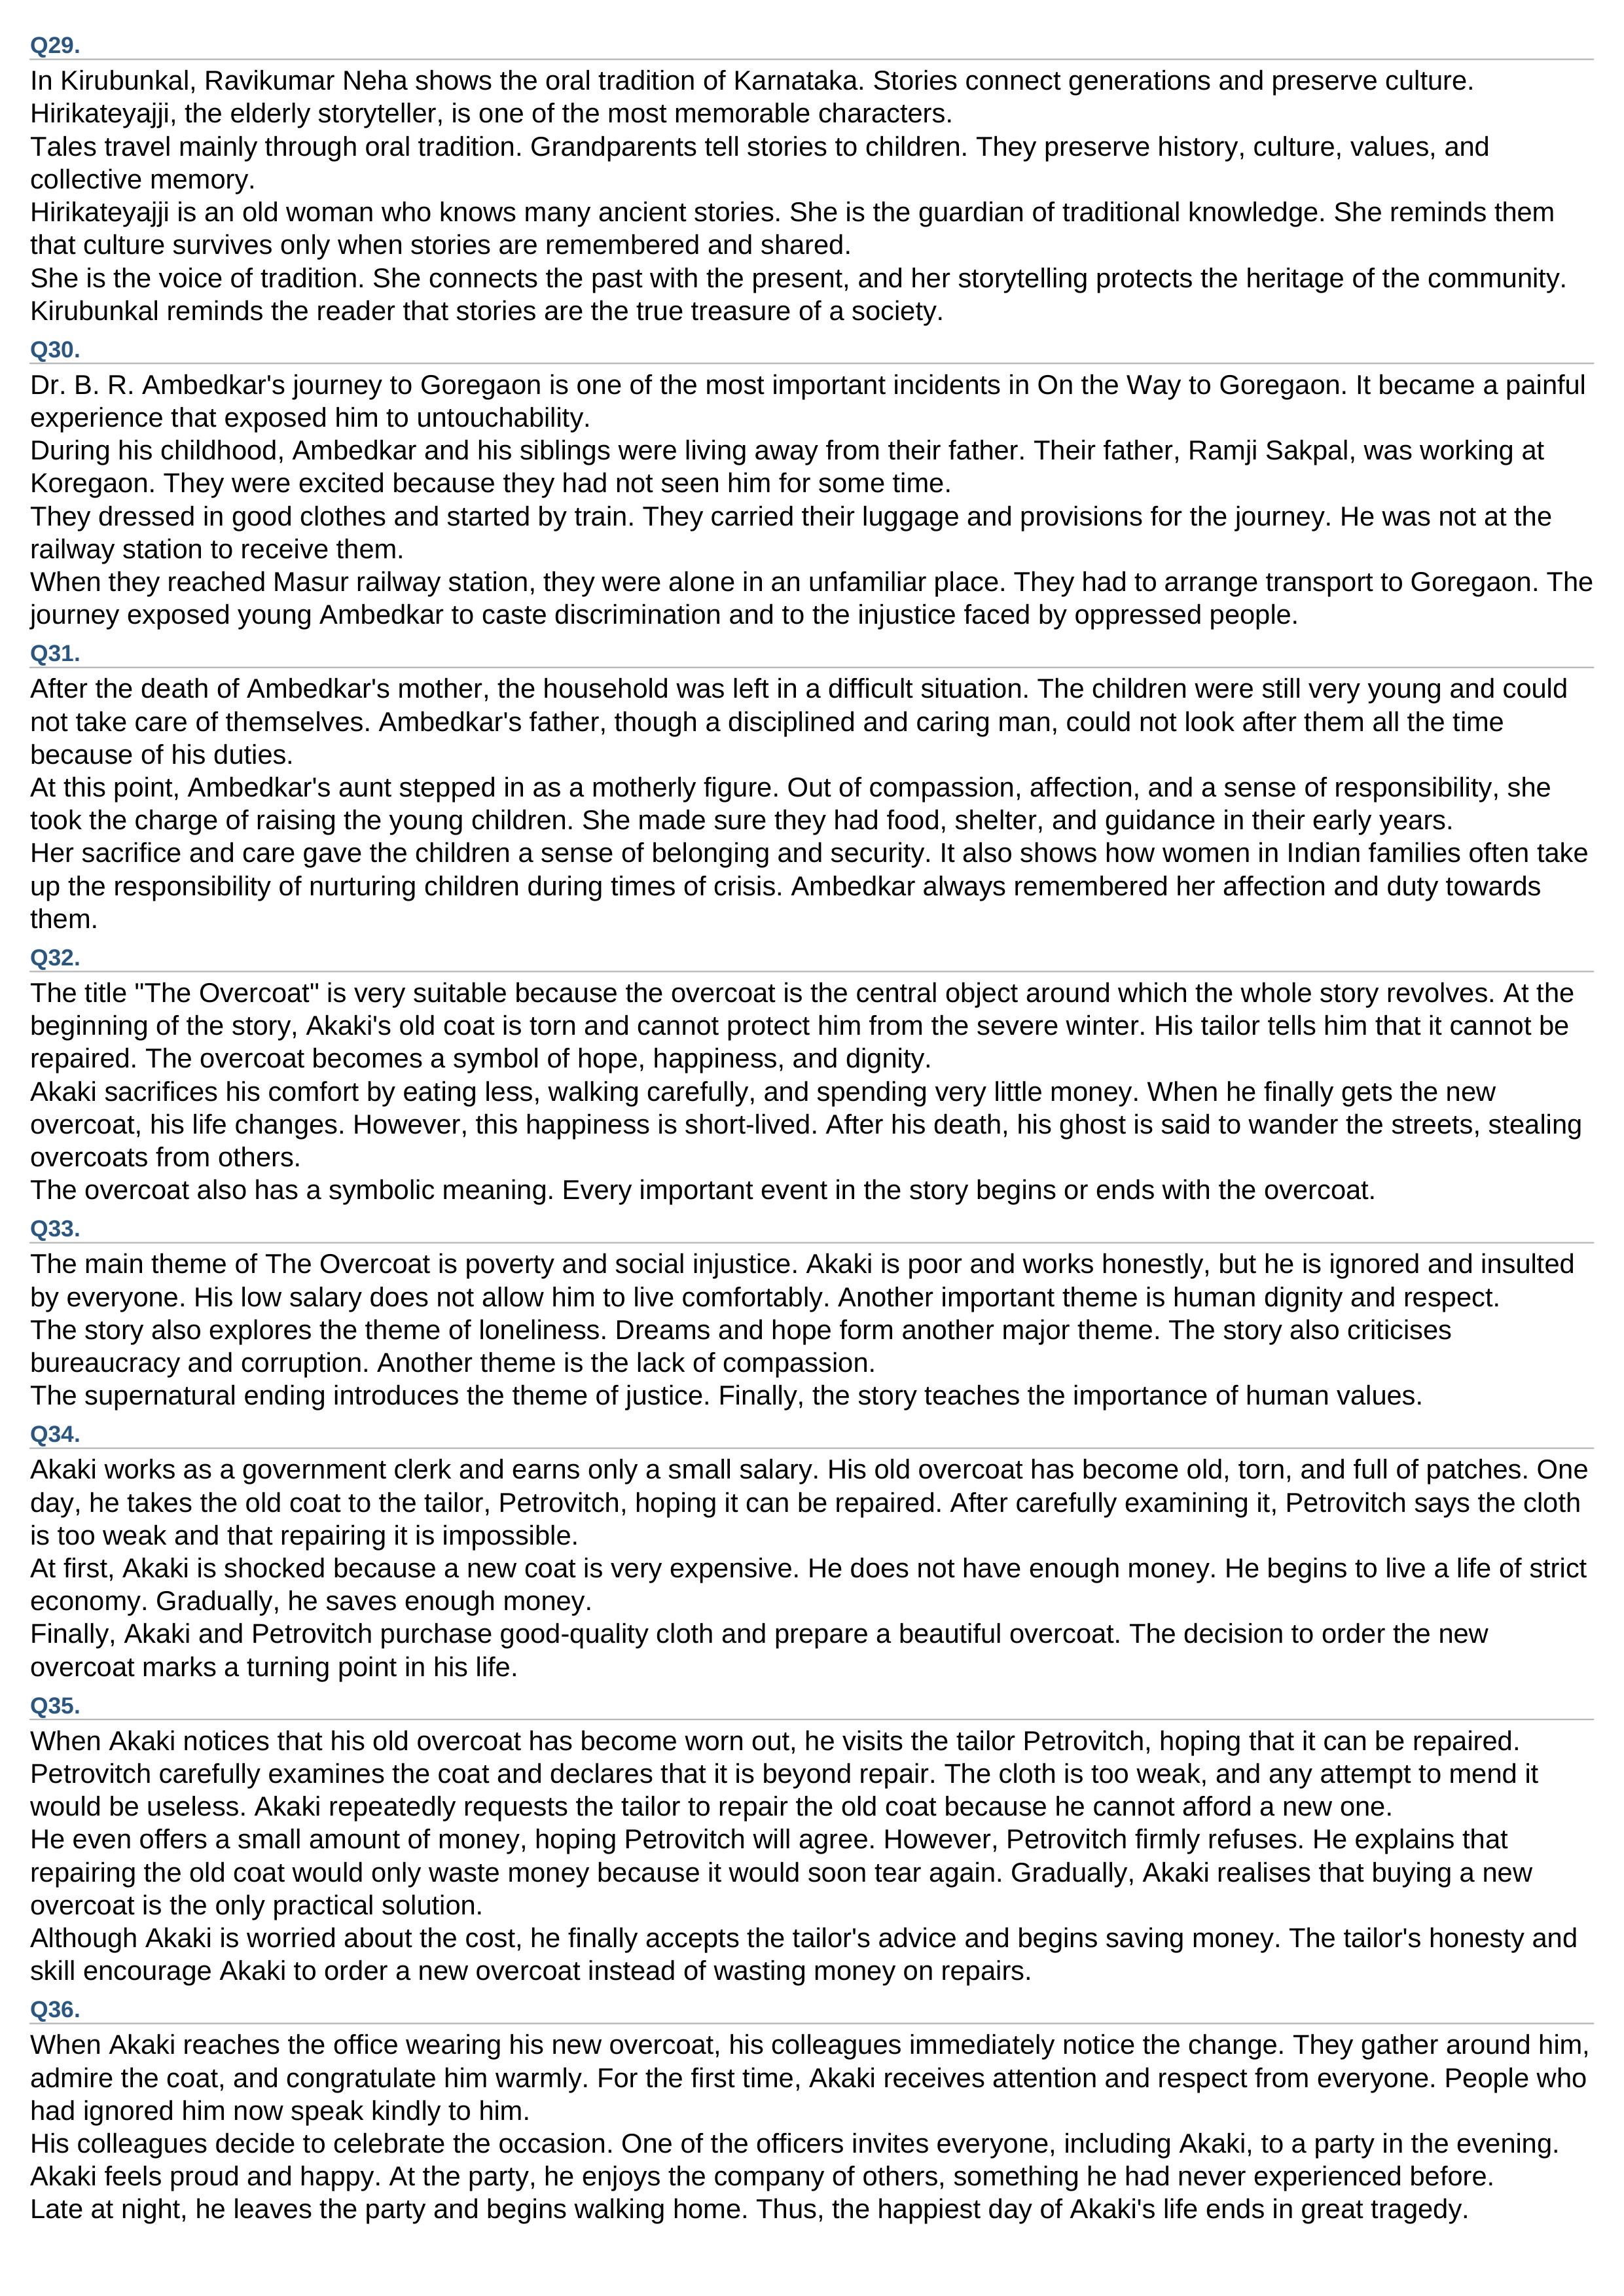 Q29.
In Kirubunkal, Ravikumar Neha shows the oral tradition of Karnataka. Stories connect generations and preserve culture.
Hirikateyajji, the elderly storyteller, is one of the most memorable characters.
Tales travel mainly through oral tradition. Grandparents tell stories to children. They preserve history, culture, values, and
collective memory.
Hirikateyajji is an old woman who knows many ancient stories. She is the guardian of traditional knowledge. She reminds them
that culture survives only when stories are remembered and shared.
She is the voice of tradition. She connects the past with the present, and her storytelling protects the heritage of the community.
Kirubunkal reminds the reader that stories are the true treasure of a society.
Q30.
Dr. B. R. Ambedkar's journey to Goregaon is one of the most important incidents in On the Way to Goregaon. It became a painful
experience that exposed him to untouchability.
During his childhood, Ambedkar and his siblings were living away from their father. Their father, Ramji Sakpal, was working at
Koregaon. They were excited because they had not seen him for some time.
They dressed in good clothes and started by train. They carried their luggage and provisions for the journey. He was not at the
railway station to receive them.
When they reached Masur railway station, they were alone in an unfamiliar place. They had to arrange transport to Goregaon. The
journey exposed young Ambedkar to caste discrimination and to the injustice faced by oppressed people.
Q31.
After the death of Ambedkar's mother, the household was left in a difficult situation. The children were still very young and could
not take care of themselves. Ambedkar's father, though a disciplined and caring man, could not look after them all the time
because of his duties.
At this point, Ambedkar's aunt stepped in as a motherly figure. Out of compassion, affection, and a sense of responsibility, she
took the charge of raising the young children. She made sure they had food, shelter, and guidance in their early years.
Her sacrifice and care gave the children a sense of belonging and security. It also shows how women in Indian families often take
up the responsibility of nurturing children during times of crisis. Ambedkar always remembered her affection and duty towards
them.
Q32.
The title "The Overcoat" is very suitable because the overcoat is the central object around which the whole story revolves. At the
beginning of the story, Akaki's old coat is torn and cannot protect him from the severe winter. His tailor tells him that it cannot be
repaired. The overcoat becomes a symbol of hope, happiness, and dignity.
Akaki sacrifices his comfort by eating less, walking carefully, and spending very little money. When he finally gets the new
overcoat, his life changes. However, this happiness is short-lived. After his death, his ghost is said to wander the streets, stealing
overcoats from others.
The overcoat also has a symbolic meaning. Every important event in the story begins or ends with the overcoat.
Q33.
The main theme of The Overcoat is poverty and social injustice. Akaki is poor and works honestly, but he is ignored and insulted
by everyone. His low salary does not allow him to live comfortably. Another important theme is human dignity and respect.
The story also explores the theme of loneliness. Dreams and hope form another major theme. The story also criticises
bureaucracy and corruption. Another theme is the lack of compassion.
The supernatural ending introduces the theme of justice. Finally, the story teaches the importance of human values.
Q34.
Akaki works as a government clerk and earns only a small salary. His old overcoat has become old, torn, and full of patches. One
day, he takes the old coat to the tailor, Petrovitch, hoping it can be repaired. After carefully examining it, Petrovitch says the cloth
is too weak and that repairing it is impossible.
At first, Akaki is shocked because a new coat is very expensive. He does not have enough money. He begins to live a life of strict
economy. Gradually, he saves enough money.
Finally, Akaki and Petrovitch purchase good-quality cloth and prepare a beautiful overcoat. The decision to order the new
overcoat marks a turning point in his life.
Q35.
When Akaki notices that his old overcoat has become worn out, he visits the tailor Petrovitch, hoping that it can be repaired.
Petrovitch carefully examines the coat and declares that it is beyond repair. The cloth is too weak, and any attempt to mend it
would be useless. Akaki repeatedly requests the tailor to repair the old coat because he cannot afford a new one.
He even offers a small amount of money, hoping Petrovitch will agree. However, Petrovitch firmly refuses. He explains that
repairing the old coat would only waste money because it would soon tear again. Gradually, Akaki realises that buying a new
overcoat is the only practical solution.
Although Akaki is worried about the cost, he finally accepts the tailor's advice and begins saving money. The tailor's honesty and
skill encourage Akaki to order a new overcoat instead of wasting money on repairs.
Q36.
When Akaki reaches the office wearing his new overcoat, his colleagues immediately notice the change. They gather around him,
admire the coat, and congratulate him warmly. For the first time, Akaki receives attention and respect from everyone. People who
had ignored him now speak kindly to him.
His colleagues decide to celebrate the occasion. One of the officers invites everyone, including Akaki, to a party in the evening.
Akaki feels proud and happy. At the party, he enjoys the company of others, something he had never experienced before.
Late at night, he leaves the party and begins walking home. Thus, the happiest day of Akaki's life ends in great tragedy.